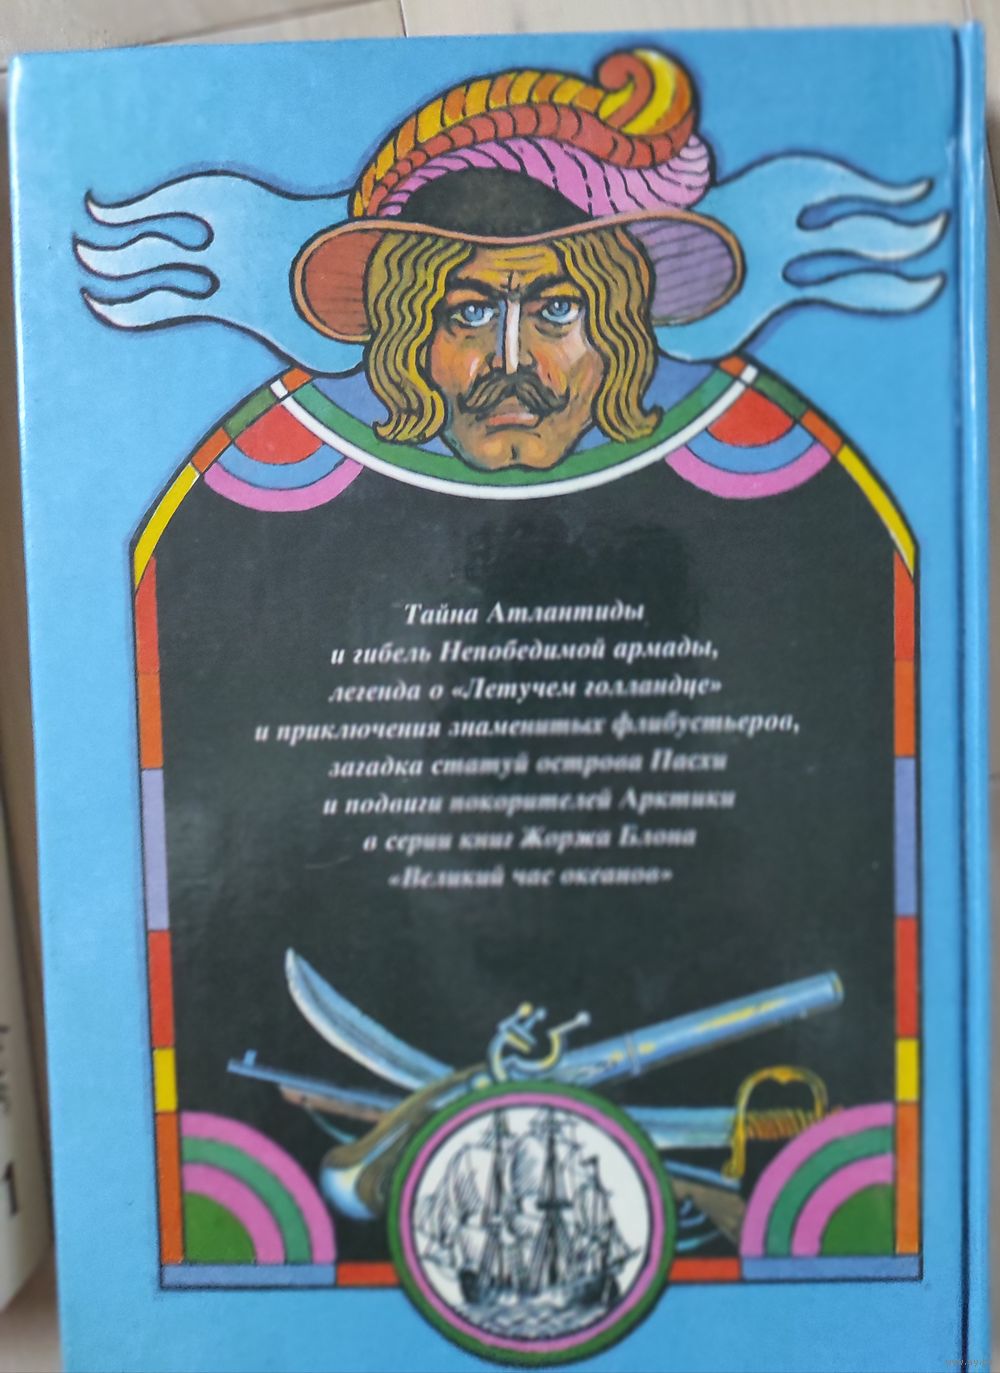 Тайна Атлантиды
и гибель Непобедимой армады,
легенда о «Летучем голландце»
и приключения знаменитых флибустьеров,
загадка статуй острова Пасхи
и подвиги покорителей Арктики
в серии книг Жоржа Блона
«Великий час океанов»
1